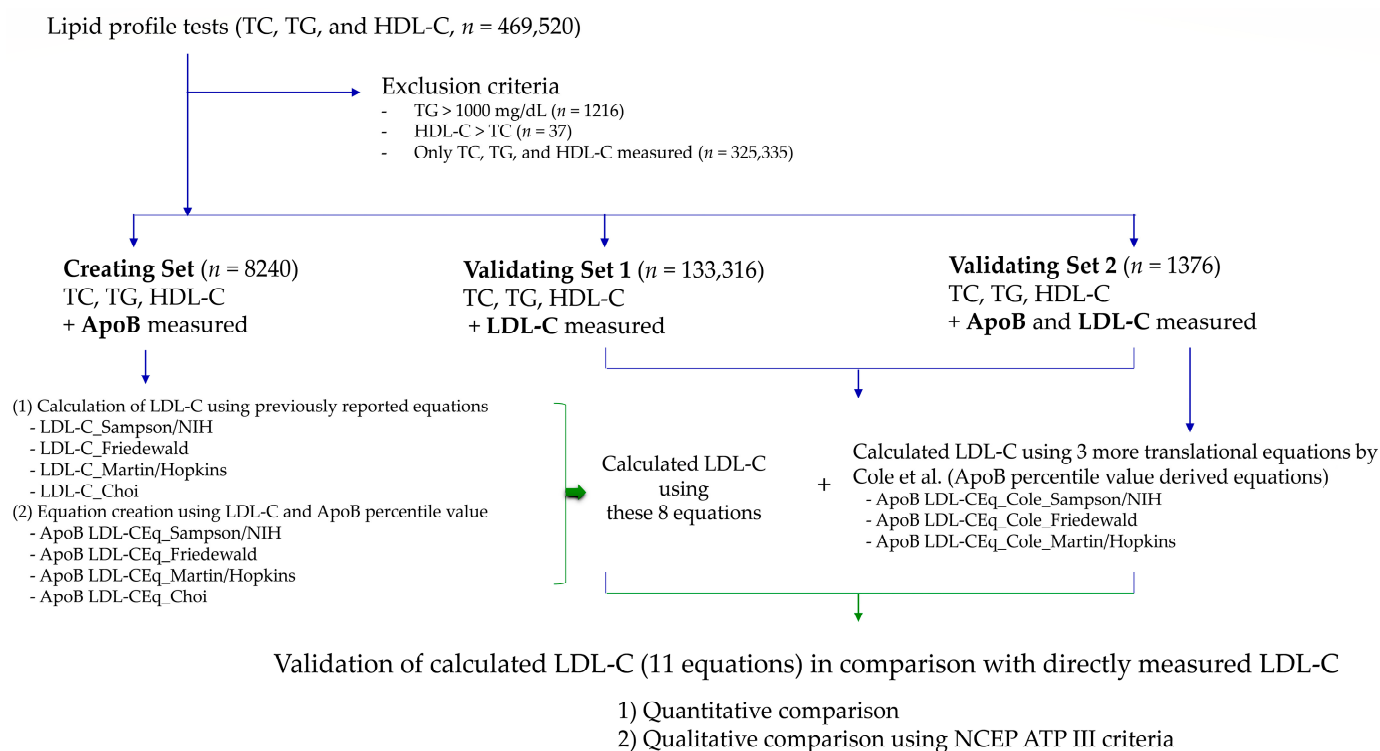 Lipid profile tests (TC, TG, and HDL-C, n = 469,520)
Exclusion criteria
- TG > 1000 mg/dL (n = 1216)
- HDL-C > TC (n = 37)
- Only TC, TG, and HDL-C measured (n = 325,335)
Creating Set (n = 8240)
TC, TG, HDL-C
+ ApoB measured
Validating Set 1 (n = 133,316)
TC, TG, HDL-C
+ LDL-C measured
Validating Set 2 (n = 1376)
TC, TG, HDL-C
+ ApoB and LDL-C measured
(1) Calculation of LDL-C using previously reported equations
- LDL-C_Sampson/NIH
- LDL-C_Friedewald
- LDL-C_Martin/Hopkins
- LDL-C_Choi
(2) Equation creation using LDL-C and ApoB percentile value
- ApoB LDL-CEq_Sampson/NIH
- ApoB LDL-CEq_Friedewald
- ApoB LDL-CEq_Martin/Hopkins
- ApoB LDL-CEq_Choi
Calculated LDL-C
using
these 8 equations
+
Calculated LDL-C using 3 more translational equations by
Cole et al. (ApoB percentile value derived equations)
- ApoB LDL-CEq_Cole_Sampson/NIH
- ApoB LDL-CEq_Cole_Friedewald
- ApoB LDL-CEq_Cole_Martin/Hopkins
Validation of calculated LDL-C (11 equations) in comparison with directly measured LDL-C
1) Quantitative comparison
2) Qualitative comparison using NCEP ATP III criteria